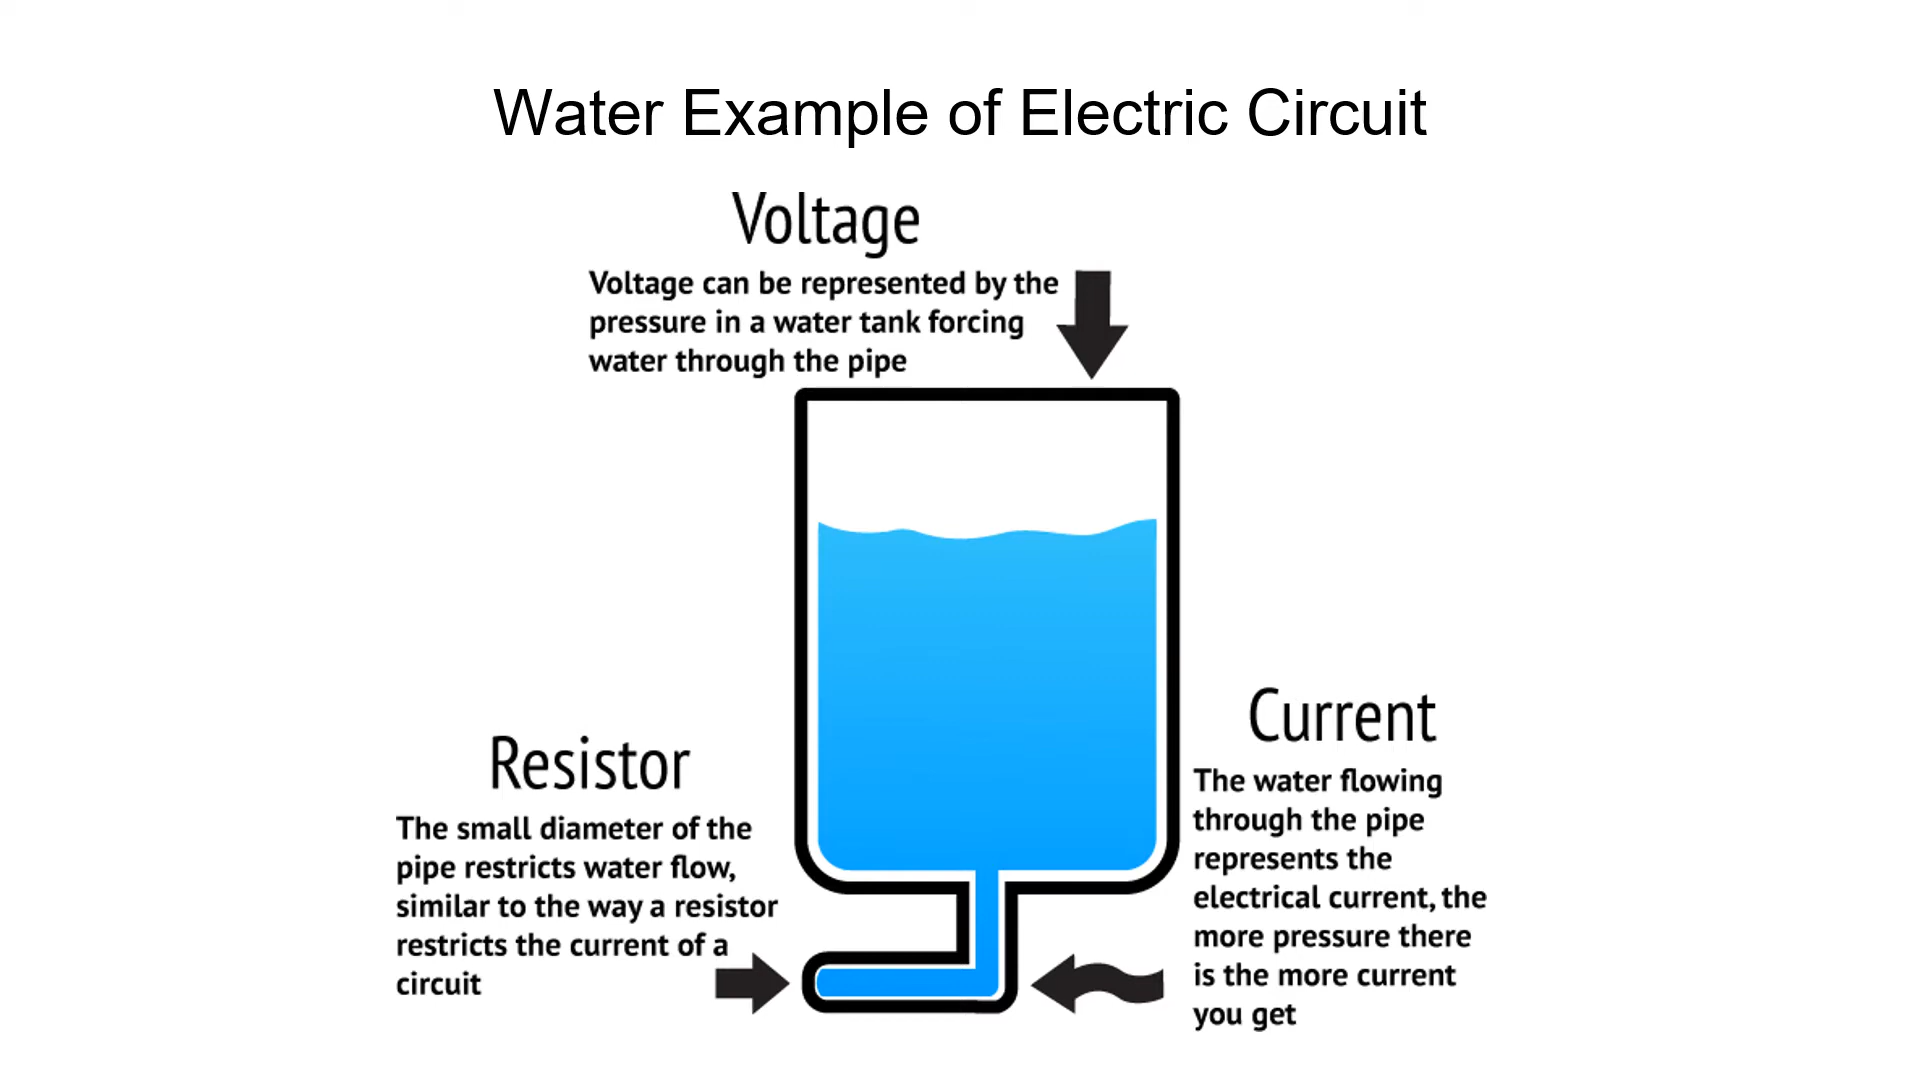 Water Example of Electric Circuit
Voltage
Voltage can be represented by the
pressure in a water tank forcing
water through the pipe
Resistor
The small diameter of the
pipe restricts water flow,
similar to the way a resistor
restricts the current of a
circuit
Current
The water flowing
through the pipe
represents the
electrical current, the
more pressure there
is the more current
you get